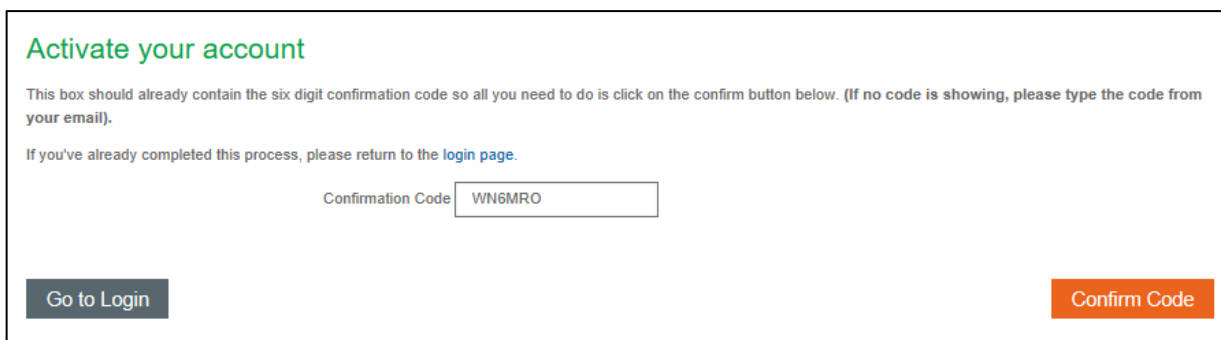 Activate your account
This box should already contain the six digit confirmation code so all you need to do is click on the confirm button below. (If no code is showing, please type the code from
your email).
If you've already completed this process, please return to the login page.
Confirmation Code WN6MRO
Go to Login Confirm Code